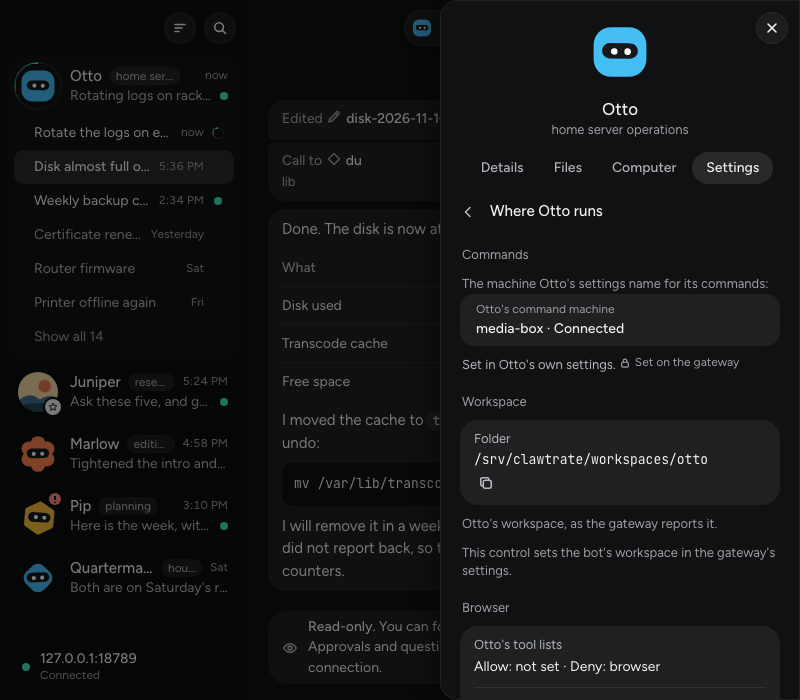 Otto
home ser...
now
Rotating logs on rack...
Rotate the logs on e...
now
Disk almost full o...
5:36 PM
Weekly backup c...
2:34 PM
Certificate rene...
Yesterday
Router firmware
Sat
Printer offline again
Fri
Show all 14
Juniper
rese...
5:24 PM
Ask these five, and g...
Marlow
editi...
4:58 PM
Tightened the intro and...
Pip
planning
3:10 PM
Here is the week, wit...
Quarterma...
hou...
Sat
Both are on Saturday's r...
127.0.0.1:18789
Connected
Edited disk-2026-11-1
Call to du
lib
Done. The disk is now at
What
Disk used
Transcode cache
Free space
I moved the cache to
undo:
mv /var/lib/transco
I will remove it in a week
did not report back, so t
counters.
Read-only. You can fo
Approvals and questi
connection.
Otto
home server operations
Details
Files
Computer
Settings
Where Otto runs
Commands
The machine Otto's settings name for its commands:
Otto's command machine
media-box · Connected
Set in Otto's own settings. Set on the gateway
Workspace
Folder
/srv/clawtrate/workspaces/otto
Otto's workspace, as the gateway reports it.
This control sets the bot's workspace in the gateway's
settings.
Browser
Otto's tool lists
Allow: not set · Deny: browser